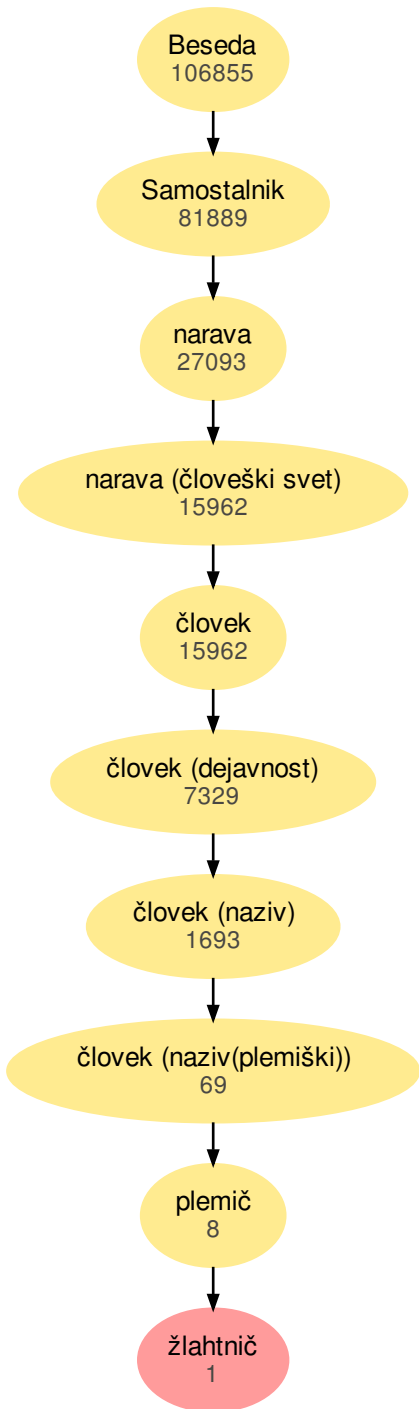 Beseda
106855
Samostalnik
81889
narava
27093
narava (človeški svet)
15962
človek
15962
človek (dejavnost)
7329
človek (naziv)
1693
človek (naziv(plemiški))
69
plemič
8
žlahtnič
1